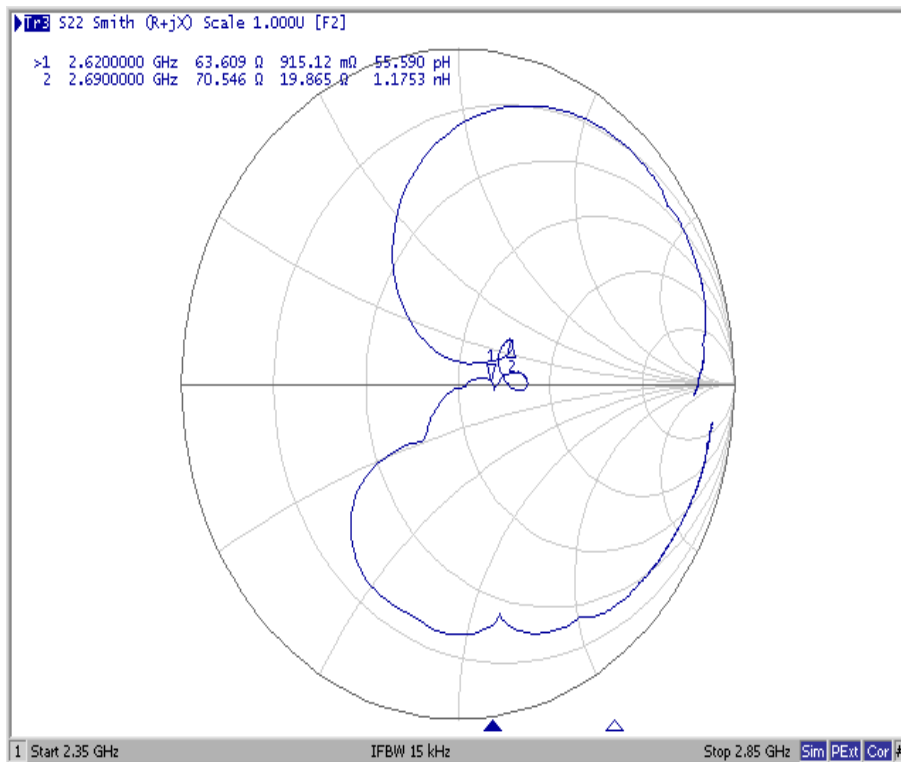 Tr3 S22 Smith (R+jX) Scale 1.000U [F2]
>1 2.6200000 GHz 63.609 Ω 915.12 mΩ 55.590 pH
2 2.6900000 GHz 70.546 Ω 19.865 Ω 1.1753 nH
1
2
1 Start 2.35 GHz IFBW 15 kHz Stop 2.85 GHz Sim PExt Cor #